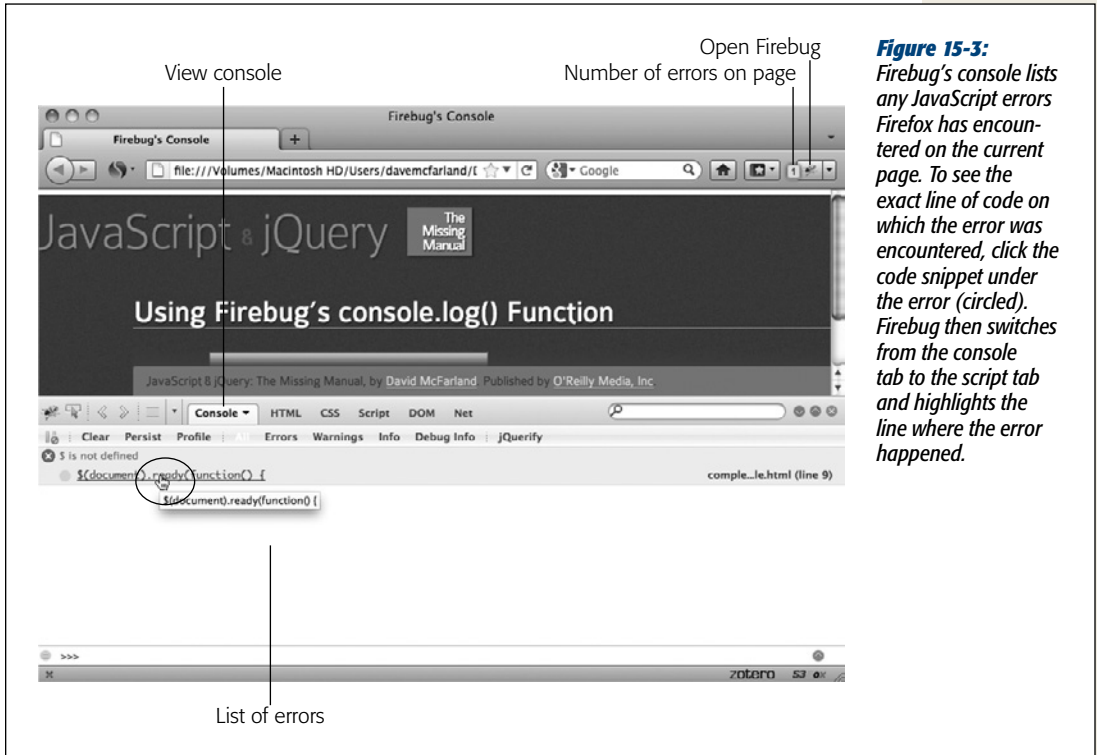 View console
Open Firebug
Number of errors on page
Firebug's Console
Firebug's Console
+
file:///Volumes/Macintosh HD/Users/davemcfarland/
Google
1
JavaScript & jQuery
The
Missing
Manual
Using Firebug's console.log() Function
JavaScript & jQuery: The Missing Manual, by David McFarland. Published by O'Reilly Media, Inc.
Console HTML CSS Script DOM Net
Clear Persist Profile All Errors Warnings Info Debug Info jQuerify
$ is not defined
$(document).ready(function() {
comple...le.html (line 9)
$(document).ready(function() {
>>>
zotero S3
List of errors
Figure 15-3:
Firebug's console lists
any JavaScript errors
Firefox has encoun-
tered on the current
page. To see the
exact line of code on
which the error was
encountered, click the
code snippet under
the error (circled).
Firebug then switches
from the console
tab to the script tab
and highlights the
line where the error
happened.